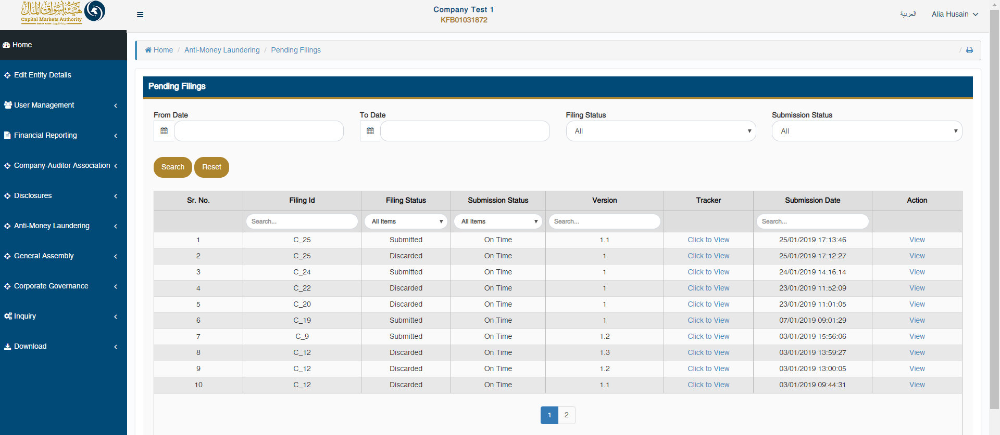 هيئة أسواق المال
Capital Markets Authority
Company Test 1
KFB01031872
العربية
Alia Husain
Home
Edit Entity Details
User Management
Financial Reporting
Company-Auditor Association
Disclosures
Anti-Money Laundering
General Assembly
Corporate Governance
Inquiry
Download
Home / Anti-Money Laundering / Pending Filings /
Pending Filings
From Date To Date Filing Status Submission Status
All All
Search Reset
Sr. No. Filing Id Filing Status Submission Status Version Tracker Submission Date Action
Search... All Items All Items Search... Search...
1 C_25 Submitted On Time 1.1 Click to View 25/01/2019 17:13:46 View
2 C_25 Discarded On Time 1 Click to View 25/01/2019 17:12:27 View
3 C_24 Submitted On Time 1 Click to View 24/01/2019 14:16:14 View
4 C_22 Discarded On Time 1 Click to View 23/01/2019 11:52:09 View
5 C_20 Discarded On Time 1 Click to View 23/01/2019 11:01:05 View
6 C_19 Submitted On Time 1 Click to View 07/01/2019 09:01:29 View
7 C_9 Submitted On Time 1.2 Click to View 03/01/2019 15:56:06 View
8 C_12 Discarded On Time 1.3 Click to View 03/01/2019 13:59:27 View
9 C_12 Discarded On Time 1.2 Click to View 03/01/2019 13:00:05 View
10 C_12 Discarded On Time 1.1 Click to View 03/01/2019 09:44:31 View
1 2